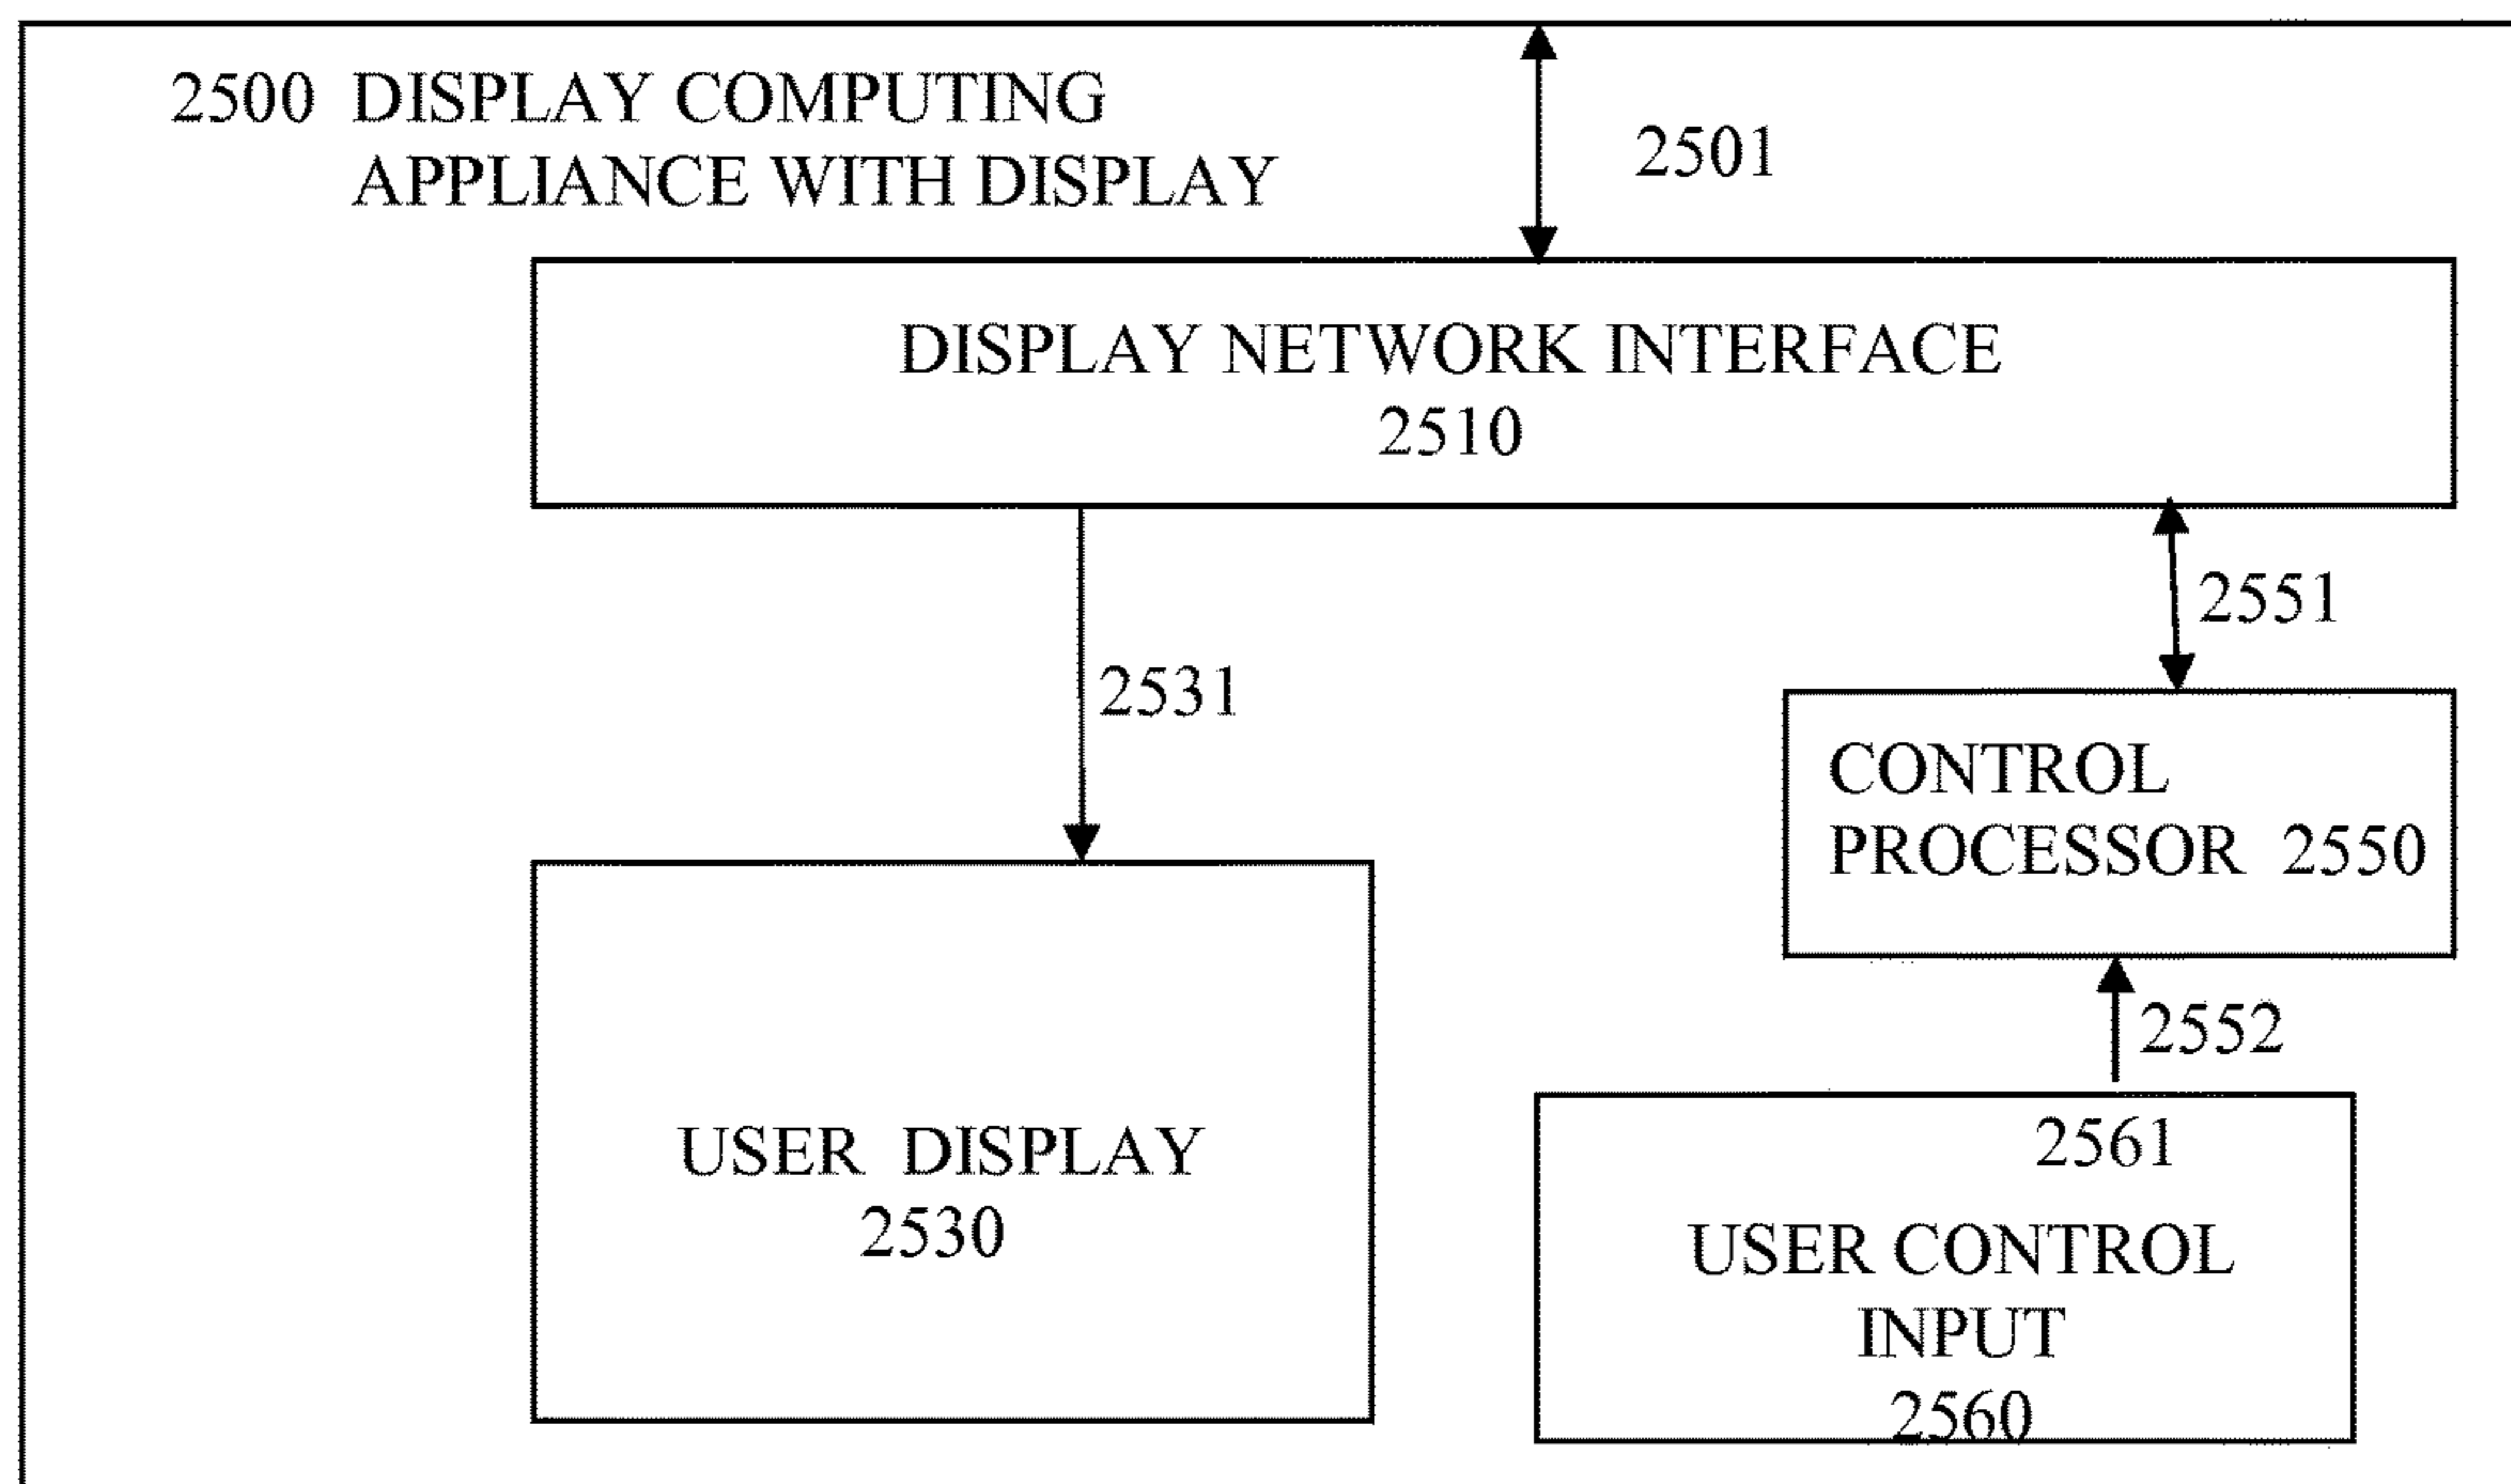 2500 DISPLAY COMPUTING
APPLIANCE WITH DISPLAY
2501
DISPLAY NETWORK INTERFACE
2510
2551
2531
CONTROL
PROCESSOR 2550
2552
2561
USER DISPLAY
2530
USER CONTROL
INPUT
2560